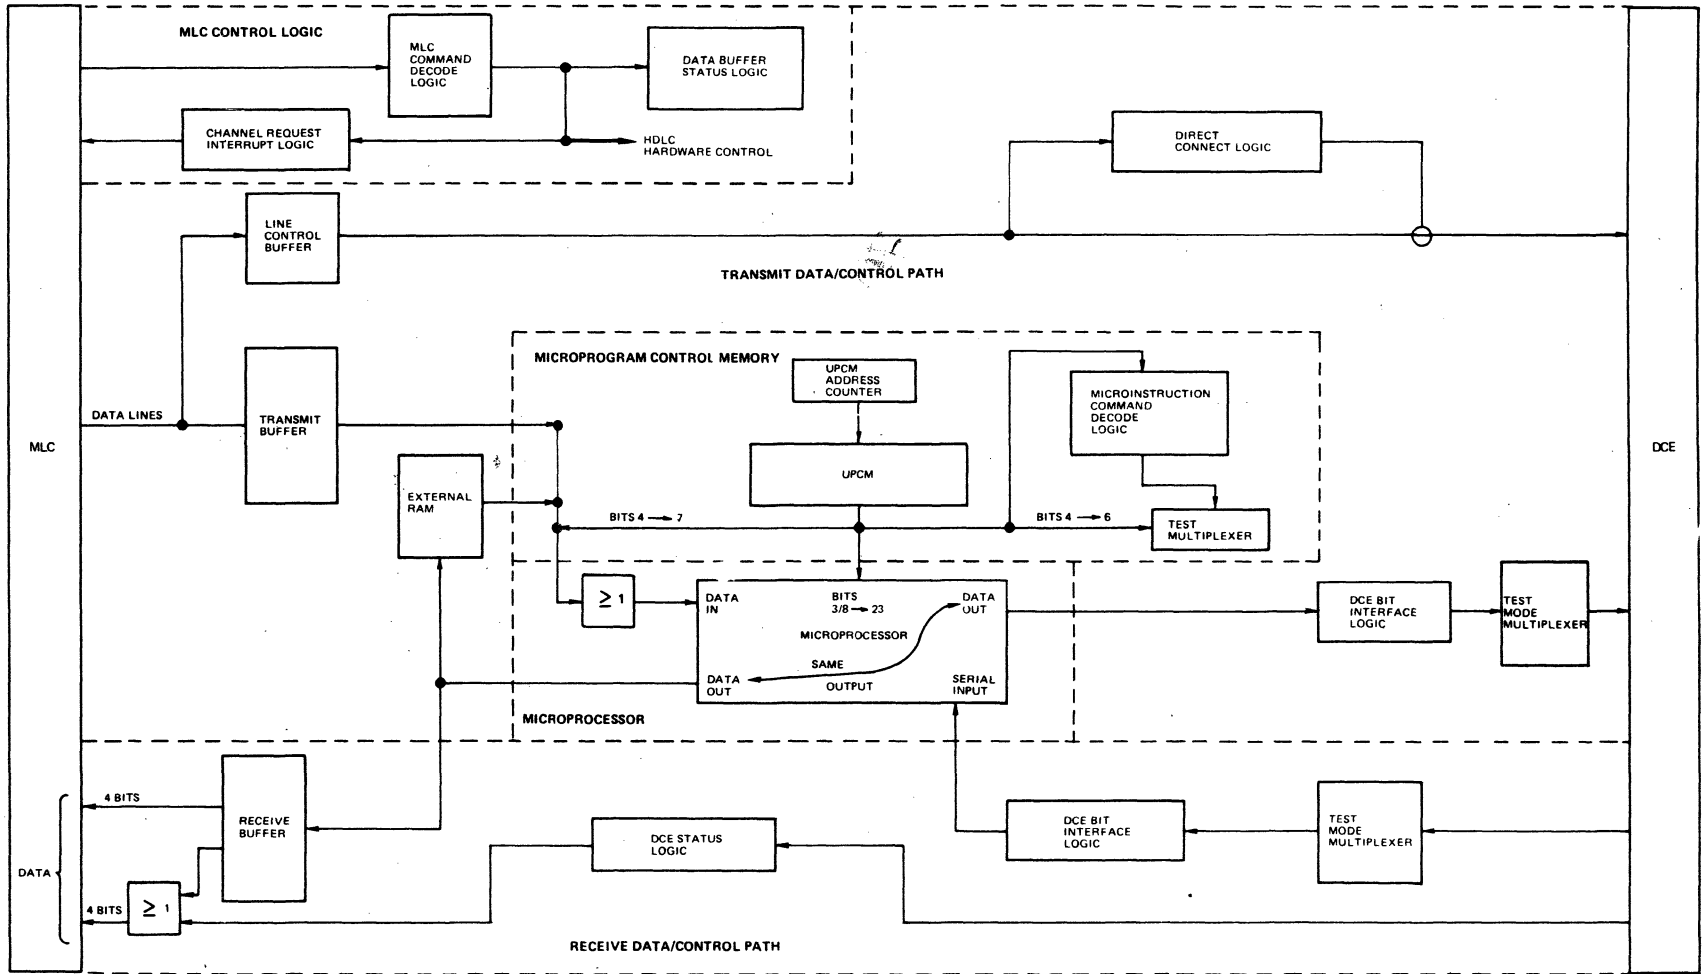 MLC CONTROL LOGIC
MLC
COMMAND
DECODE
LOGIC
DATA BUFFER
STATUS LOGIC
CHANNEL REQUEST
INTERRUPT LOGIC
HDLC
HARDWARE CONTROL
DIRECT
CONNECT LOGIC
LINE
CONTROL
BUFFER
TRANSMIT DATA/CONTROL PATH
MICROPROGRAM CONTROL MEMORY
UPCM
ADDRESS
COUNTER
MICROINSTRUCTION
COMMAND
DECODE
LOGIC
DATA LINES
TRANSMIT
BUFFER
MLC
DCE
UPCM
EXTERNAL
RAM
BITS 4 → 7
BITS 4 → 6
TEST
MULTIPLEXER
≥ 1
DATA
IN
BITS
3/8 → 23
DATA
OUT
MICROPROCESSOR
SAME
OUTPUT
DATA
OUT
SERIAL
INPUT
DCE BIT
INTERFACE
LOGIC
TEST
MODE
MULTIPLEXER
MICROPROCESSOR
4 BITS
RECEIVE
BUFFER
DCE STATUS
LOGIC
DCE BIT
INTERFACE
LOGIC
TEST
MODE
MULTIPLEXER
DATA
4 BITS
≥ 1
RECEIVE DATA/CONTROL PATH